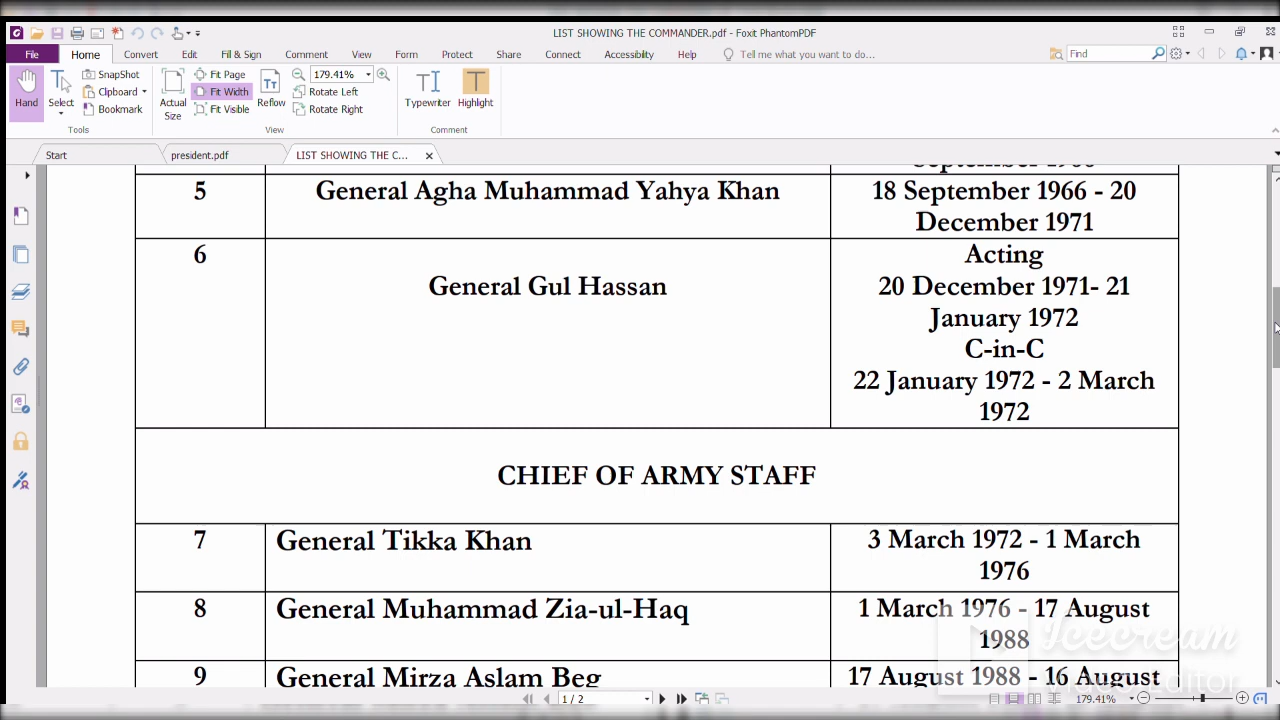 LIST SHOWING THE COMMANDER.pdf - Foxit PhantomPDF
File Home Convert Edit Fill & Sign Organize Comment View Form Protect Share Connect Accessibility Help Tell me what you want to do... Find
SnapShot Fit Page 179.41%
Clipboard Fit Width Rotate Left
Bookmark Fit Visible Rotate Right
Hand Select Actual Size Reflow Typewriter Highlight
Tools View Comment
Start president.pdf LIST SHOWING THE C...
5 General Agha Muhammad Yahya Khan 18 September 1966 - 20
December 1971
6 Acting
General Gul Hassan 20 December 1971- 21
January 1972
C-in-C
22 January 1972 - 2 March
1972
CHIEF OF ARMY STAFF
7 General Tikka Khan 3 March 1972 - 1 March
1976
8 General Muhammad Zia-ul-Haq 1 March 1976 - 17 August
1988
Icecream
9 General Mirza Aslam Beg 17 August 1988 - 16 August
Video Editor
1 / 2 179.41%